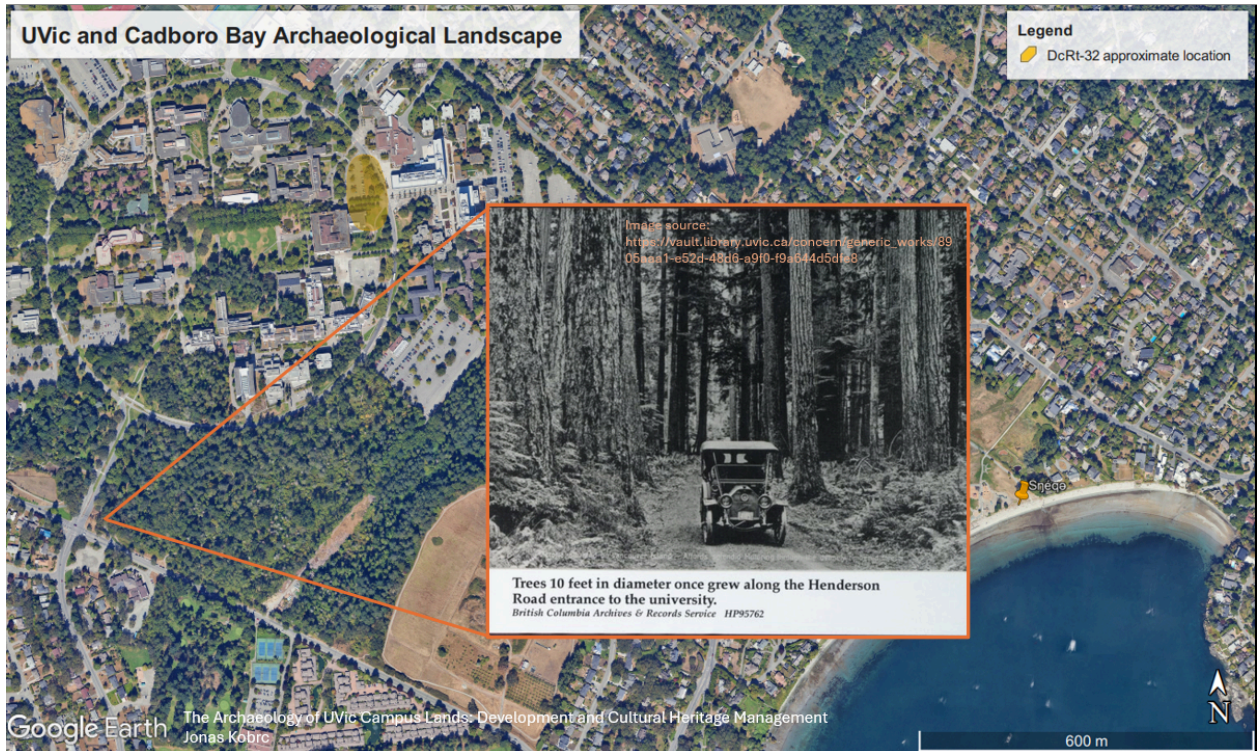 UVic and Cadboro Bay Archaeological Landscape
Legend
DcRt-32 approximate location
Image source:
https://vault.library.uvic.ca/concern/generic_works/89
-e52d-48d6-a9f0-f9a644d5dfe8
Sŋéqə
Trees 10 feet in diameter once grew along the Henderson
Road entrance to the university.
British Columbia Archives & Records Service HP95762
Google Earth
The Archaeology of UVic Campus Lands: Development and Cultural Heritage Management
Jonas Kobrc
N
600 m